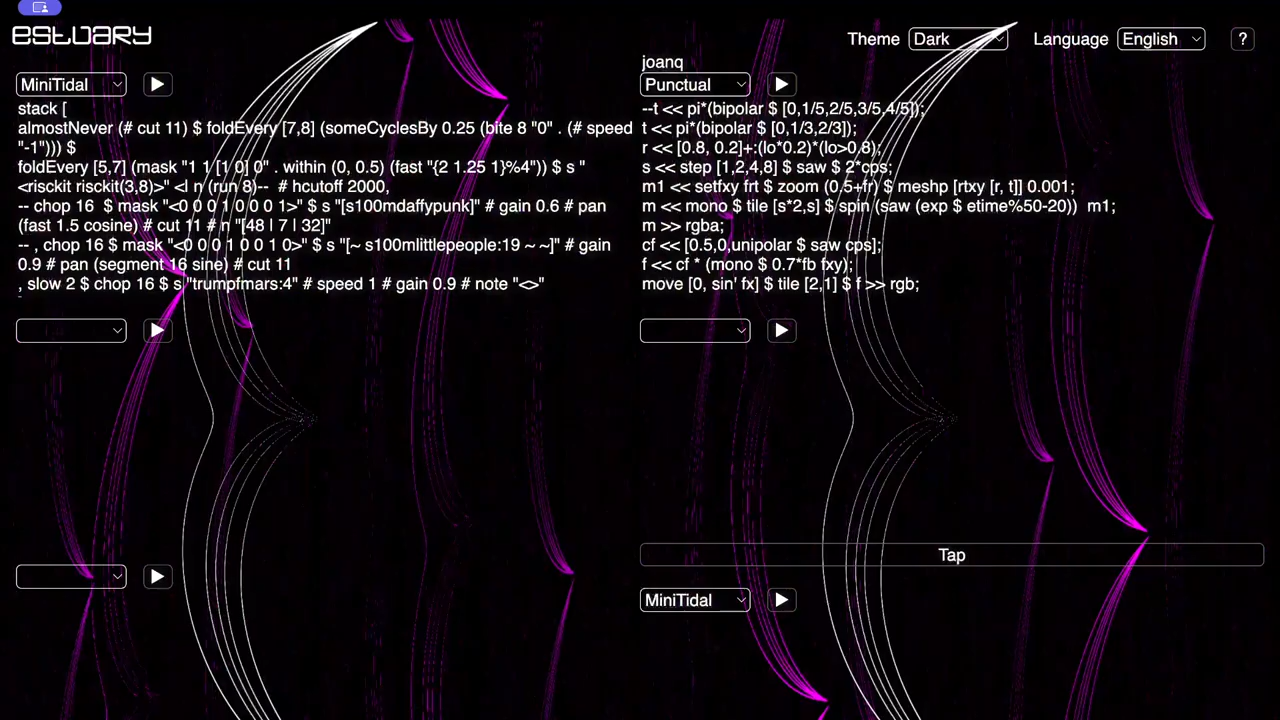 estuary
Theme Dark
Language English
?
MiniTidal
stack [
almostNever (# cut 11) $ foldEvery [7,8] (someCyclesBy 0.25 (bite 8 "0" . (# speed
"-1"))) $
foldEvery [5,7] (mask "1 1 [1 0] 0" . within (0, 0.5) (fast "{2 1.25 1}%4")) $ s "
<risckit risckit(3,8)>" <| n (run 8)-- # hcutoff 2000,
-- chop 16 $ mask "<0 0 0 1 0 0 0 1>" $ s "[s100mdaffypunk]" # gain 0.6 # pan
(fast 1.5 cosine) # cut 11 # n "[48 | 7 | 32]"
-- , chop 16 $ mask "<0 0 0 1 0 0 1 0>" $ s "[~ s100mlittlepeople:19 ~ ~]" # gain
0.9 # pan (segment 16 sine) # cut 11
, slow 2 $ chop 16 $ s "trumpfmars:4" # speed 1 # gain 0.9 # note "<>"
joanq
Punctual
--t << pi*(bipolar $ [0,1/5,2/5,3/5,4/5]);
t << pi*(bipolar $ [0,1/3,2/3]);
r << [0.8, 0.2]+:(lo*0.2)*(lo>0.8);
s << step [1,2,4,8] $ saw $ 2*cps;
m1 << setfxy frt $ zoom (0.5+fr) $ meshp [rtxy [r, t]] 0.001;
m << mono $ tile [s*2,s] $ spin (saw (exp $ etime%50-20)) m1;
m >> rgba;
cf << [0.5,0,unipolar $ saw cps];
f << cf * (mono $ 0.7*fb fxy);
move [0, sin' fx] $ tile [2,1] $ f >> rgb;
Tap
MiniTidal